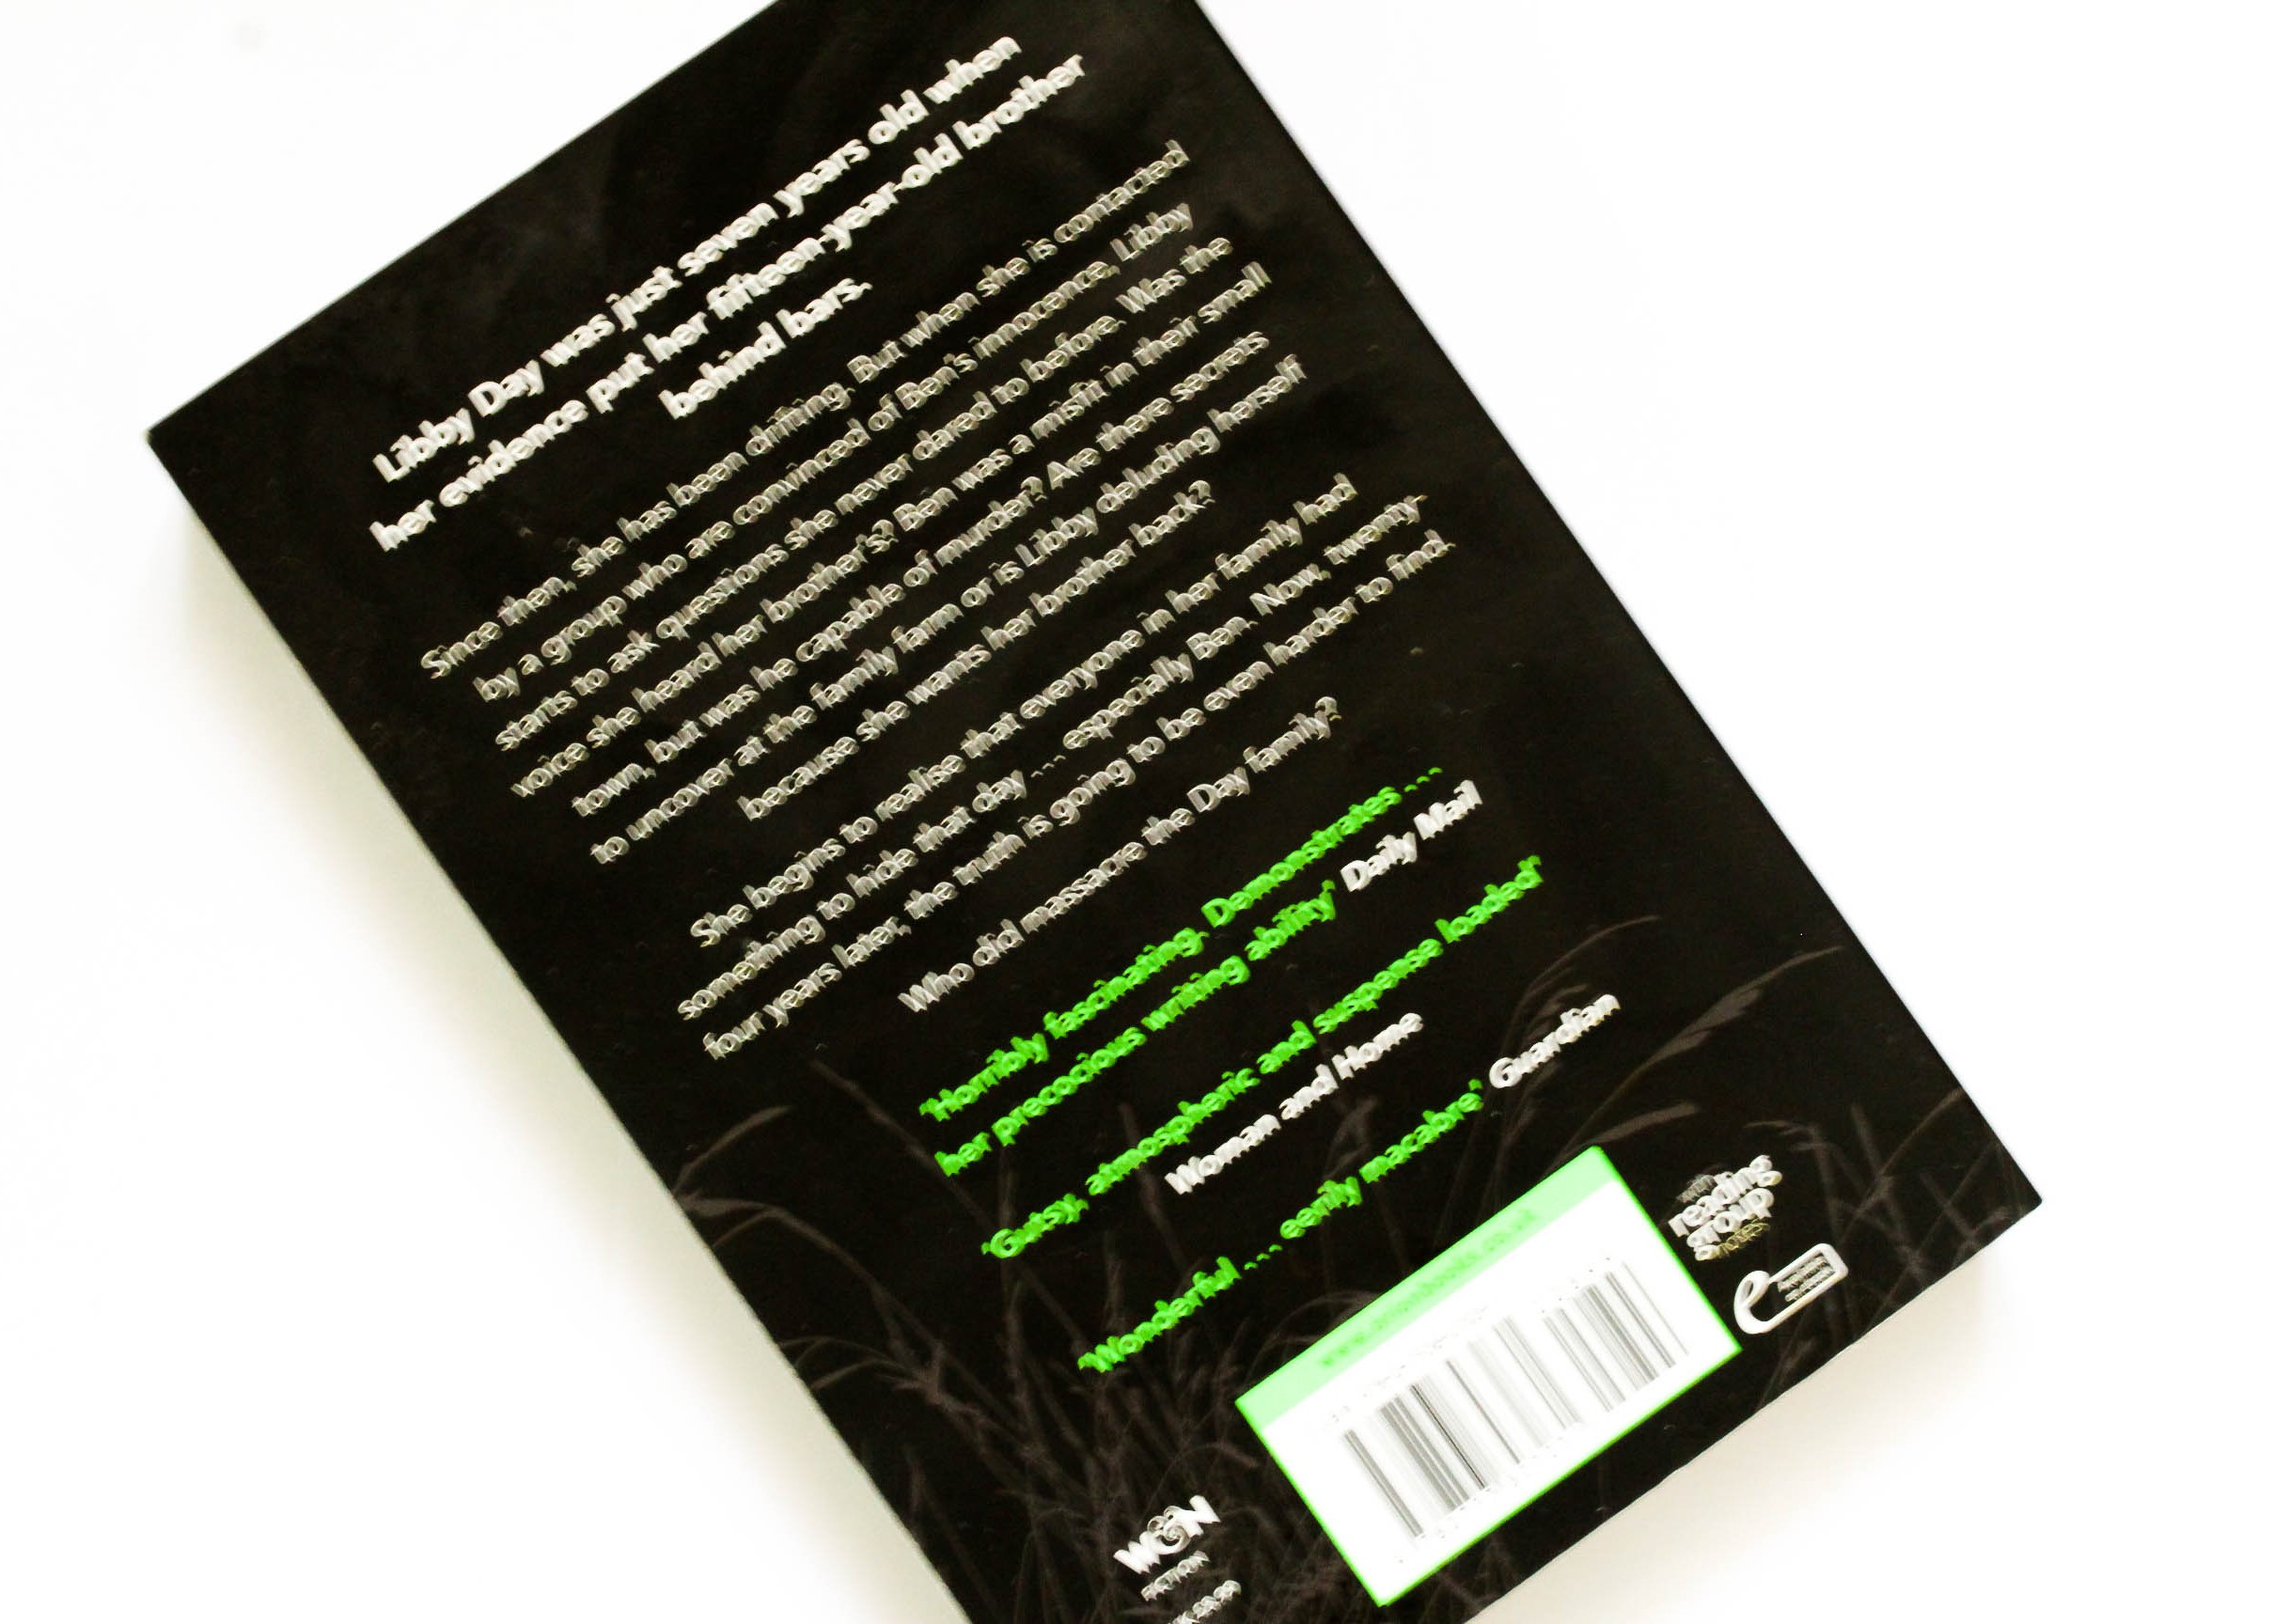 Libby Day was just seven years old when
her evidence put her fifteen-year-old brother
behind bars.
Since then, she has been drifting. But when she is contacted
by a group who are convinced of Ben's innocence, Libby
starts to ask questions she never dared to before. Was the
voice she heard her brother's? Ben was a misfit in their small
town, but was he capable of murder? Are there secrets
to uncover at the family farm or is Libby deluding herself
because she wants her brother back?
She begins to realise that everyone in her family had
something to hide that day ... especially Ben. Now, twenty-
four years later, the truth is going to be even harder to find.
Who did massacre the Day family?
'Horribly fascinating. Demonstrates ...
her precocious writing ability' Daily Mail
'Gutsy, atmospheric and suspense loaded'
Woman and Home
'Wonderful ... eerily macabre' Guardian
reading
group
notes
www.orionbooks.co.uk
W&N
FICTION